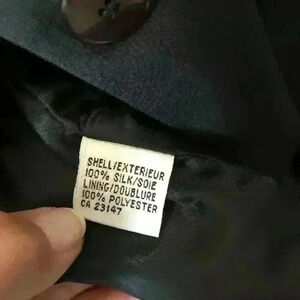 SHELL/EXTERIEUR
100% SILK/SOIE
LINING/DOUBLURE
100% POLYESTER
CA 23147